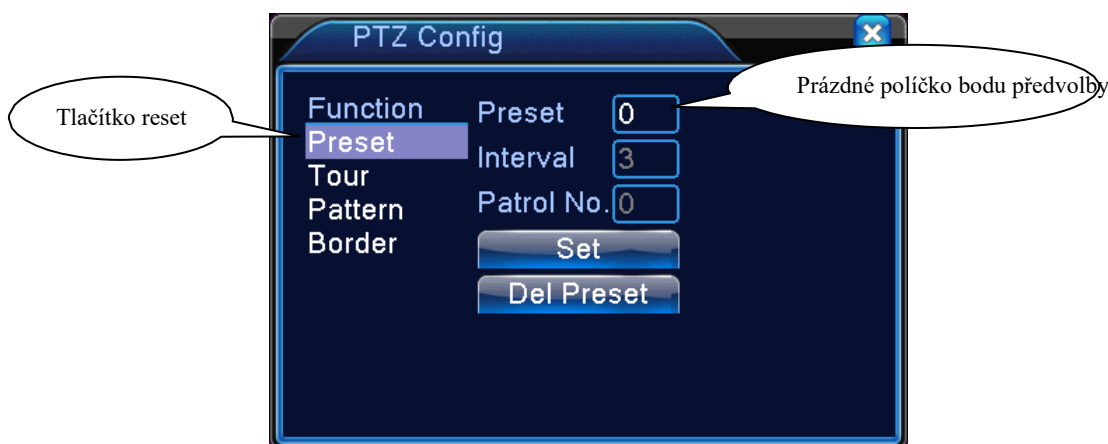 PTZ Config
Tlačítko reset
Prázdné políčko bodu předvolby
Function
Preset
Tour
Pattern
Border
Preset 0
Interval 3
Patrol No. 0
Set
Del Preset